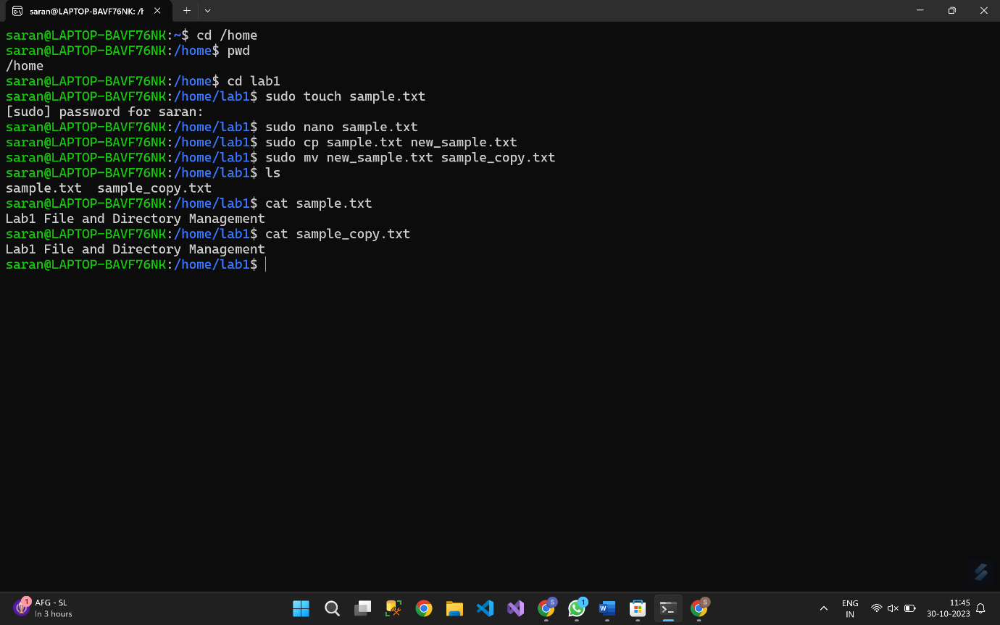 saran@LAPTOP-BAVF76NK: /h
saran@LAPTOP-BAVF76NK:~$ cd /home
saran@LAPTOP-BAVF76NK:/home$ pwd
/home
saran@LAPTOP-BAVF76NK:/home$ cd lab1
saran@LAPTOP-BAVF76NK:/home/lab1$ sudo touch sample.txt
[sudo] password for saran:
saran@LAPTOP-BAVF76NK:/home/lab1$ sudo nano sample.txt
saran@LAPTOP-BAVF76NK:/home/lab1$ sudo cp sample.txt new_sample.txt
saran@LAPTOP-BAVF76NK:/home/lab1$ sudo mv new_sample.txt sample_copy.txt
saran@LAPTOP-BAVF76NK:/home/lab1$ ls
sample.txt  sample_copy.txt
saran@LAPTOP-BAVF76NK:/home/lab1$ cat sample.txt
Lab1 File and Directory Management
saran@LAPTOP-BAVF76NK:/home/lab1$ cat sample_copy.txt
Lab1 File and Directory Management
saran@LAPTOP-BAVF76NK:/home/lab1$
1
AFG - SL
In 3 hours
S
1
W
S
ENG
IN
11:45
30-10-2023